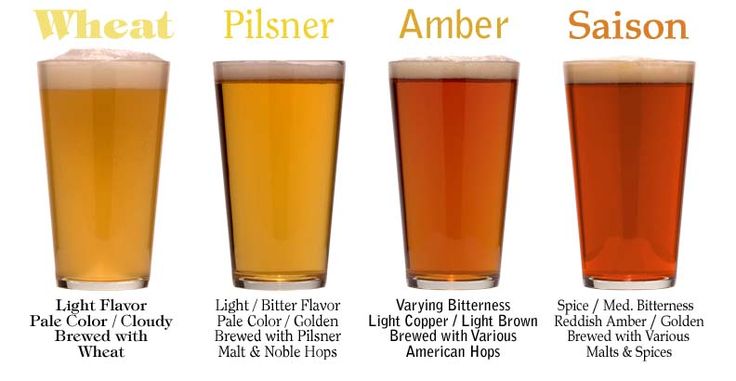 Wheat
Light Flavor
Pale Color / Cloudy
Brewed with
Wheat
Pilsner
Light / Bitter Flavor
Pale Color / Golden
Brewed with Pilsner
Malt & Noble Hops
Amber
Varying Bitterness
Light Copper / Light Brown
Brewed with Various
American Hops
Saison
Spice / Med. Bitterness
Reddish Amber / Golden
Brewed with Various
Malts & Spices